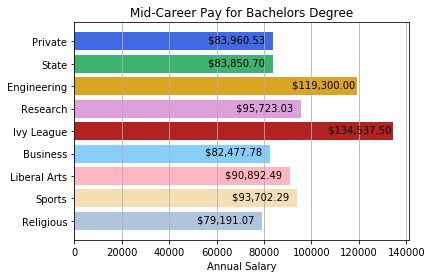 Mid-Career Pay for Bachelors Degree
Private $83,960.53
State $83,850.70
Engineering $119,300.00
Research $95,723.03
Ivy League $134,537.50
Business $82,477.78
Liberal Arts $90,892.49
Sports $93,702.29
Religious $79,191.07
0 20000 40000 60000 80000 100000 120000 140000
Annual Salary